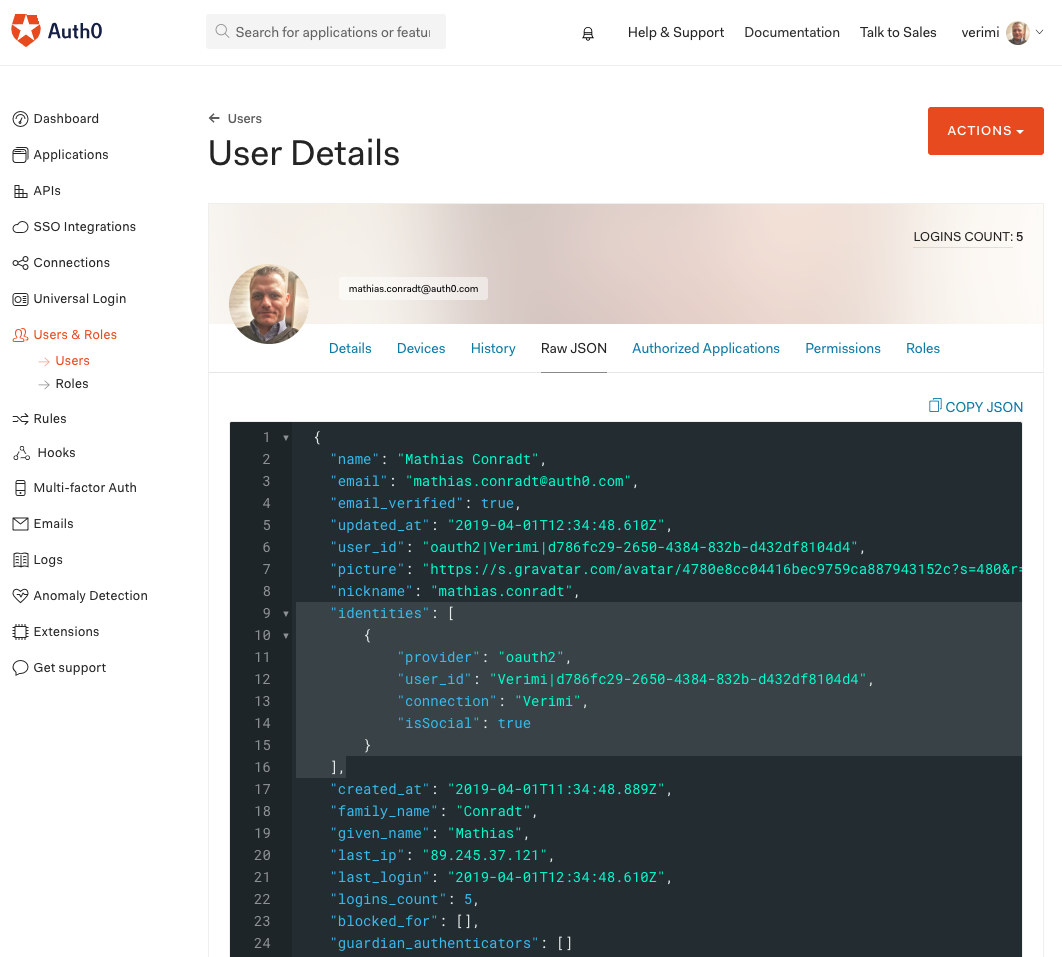 Auth0
Search for applications or featu
Help & Support
Documentation
Talk to Sales
verimi
Dashboard
Applications
APIs
SSO Integrations
Connections
Universal Login
Users & Roles
Users
Roles
Rules
Hooks
Multi-factor Auth
Emails
Logs
Anomaly Detection
Extensions
Get support
← Users
User Details
ACTIONS
LOGINS COUNT: 5
mathias.conradt@auth0.com
Details
Devices
History
Raw JSON
Authorized Applications
Permissions
Roles
COPY JSON
1 {
2 "name": "Mathias Conradt",
3 "email": "mathias.conradt@auth0.com",
4 "email_verified": true,
5 "updated_at": "2019-04-01T12:34:48.610Z",
6 "user_id": "oauth2|Verimi|d786fc29-2650-4384-832b-d432df8104d4",
7 "picture": "https://s.gravatar.com/avatar/4780e8cc04416bec9759ca887943152c?s=480&r=
8 "nickname": "mathias.conradt",
9 "identities": [
10 {
11 "provider": "oauth2",
12 "user_id": "Verimi|d786fc29-2650-4384-832b-d432df8104d4",
13 "connection": "Verimi",
14 "isSocial": true
15 }
16 ],
17 "created_at": "2019-04-01T11:34:48.889Z",
18 "family_name": "Conradt",
19 "given_name": "Mathias",
20 "last_ip": "89.245.37.121",
21 "last_login": "2019-04-01T12:34:48.610Z",
22 "logins_count": 5,
23 "blocked_for": [],
24 "guardian_authenticators": []